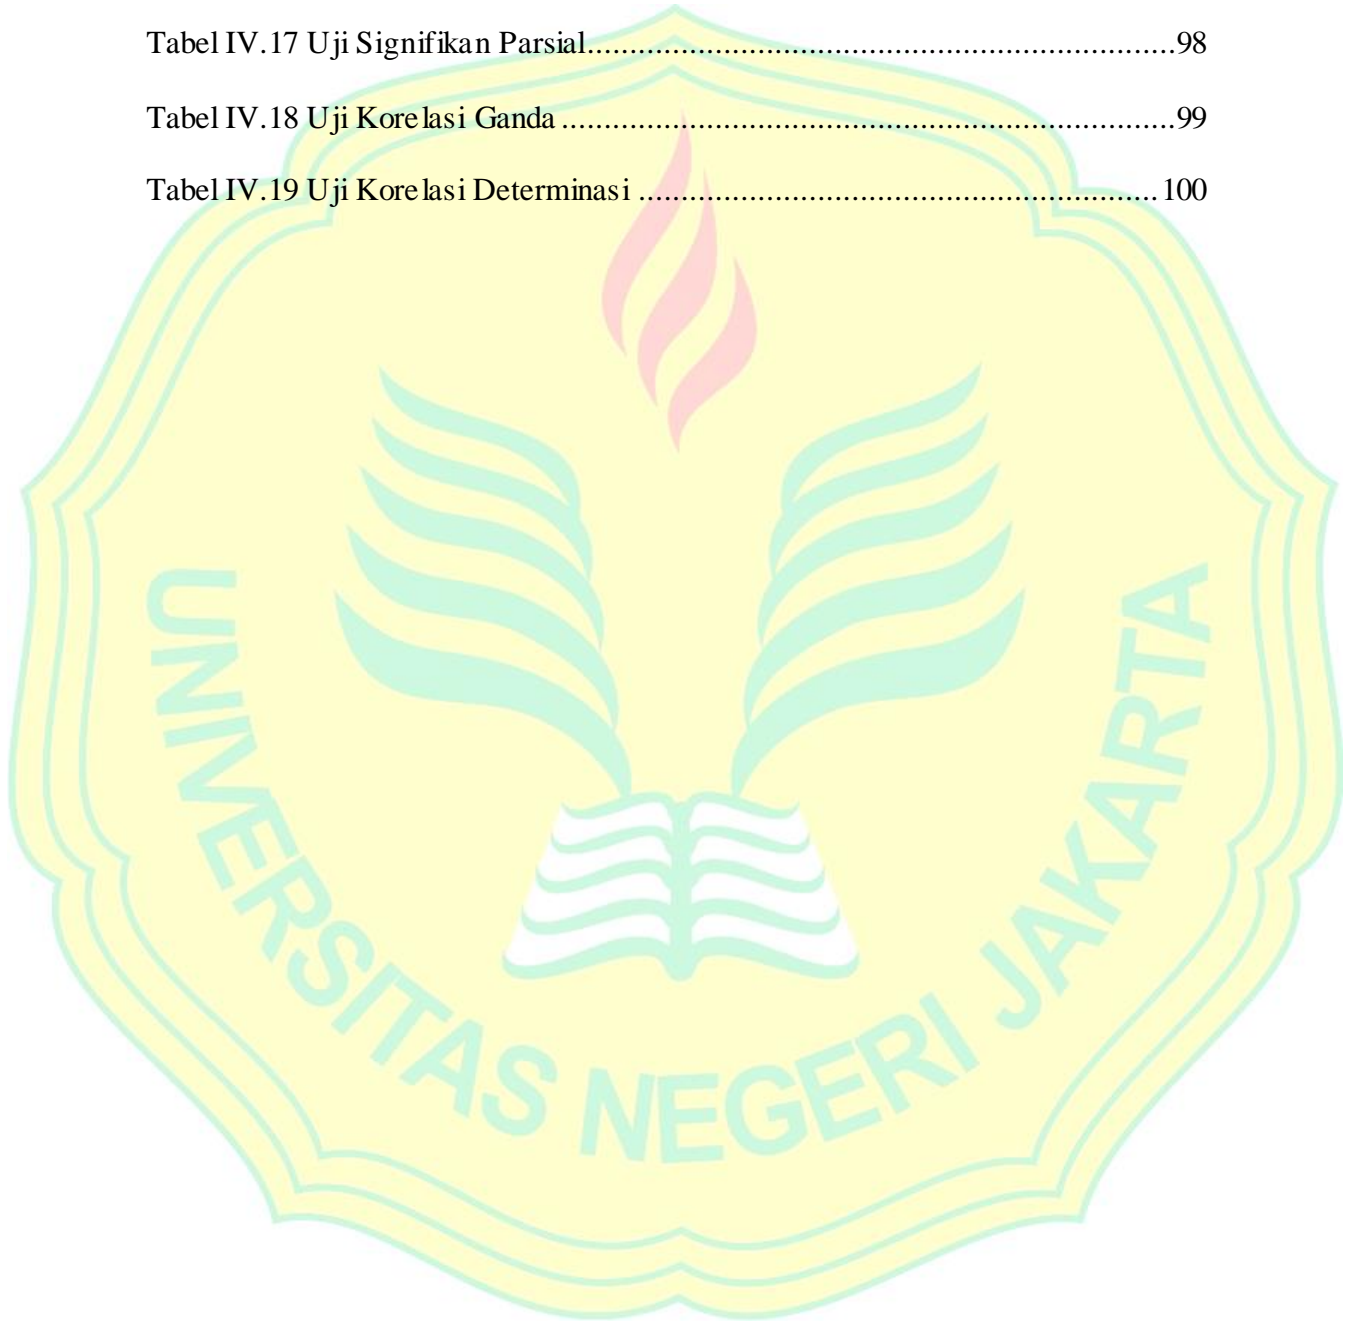 Tabel IV.17 Uji Signifikan Parsial.....................................................................98
Tabel IV.18 Uji Korelasi Ganda ........................................................................99
Tabel IV.19 Uji Korelasi Determinasi .............................................................100
UNIVERSITAS NEGERI JAKARTA